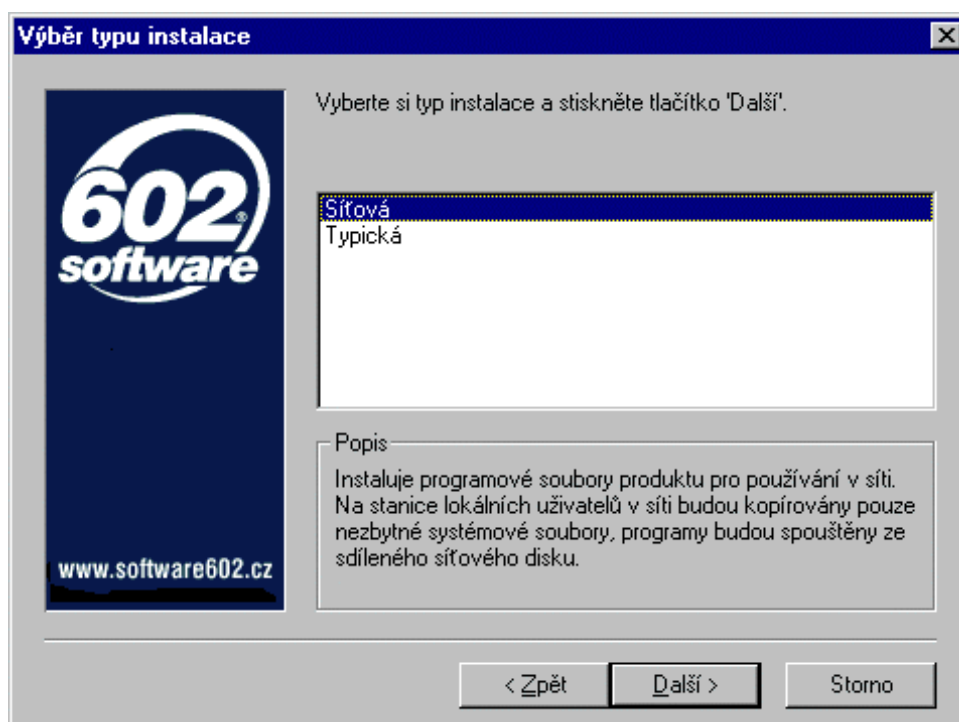 Výběr typu instalace
Vyberte si typ instalace a stiskněte tlačítko 'Další'.
602®
software
Síťová
Typická
Popis
Instaluje programové soubory produktu pro používání v síti.
Na stanice lokálních uživatelů v síti budou kopírovány pouze
nezbytné systémové soubory, programy budou spouštěny ze
sdíleného síťového disku.
www.software602.cz
< Zpět
Další >
Storno